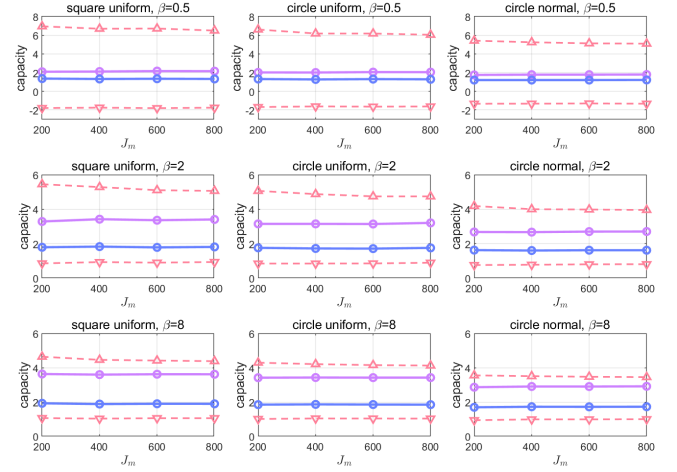 square uniform, β=0.5
circle uniform, β=0.5
circle normal, β=0.5
capacity
8
6
4
2
0
-2
200 400 600 800
J_m
capacity
8
6
4
2
0
-2
200 400 600 800
J_m
capacity
8
6
4
2
0
-2
200 400 600 800
J_m
square uniform, β=2
circle uniform, β=2
circle normal, β=2
capacity
6
4
2
0
200 400 600 800
J_m
capacity
6
4
2
0
200 400 600 800
J_m
capacity
6
4
2
0
200 400 600 800
J_m
square uniform, β=8
circle uniform, β=8
circle normal, β=8
capacity
6
4
2
0
200 400 600 800
J_m
capacity
6
4
2
0
200 400 600 800
J_m
capacity
6
4
2
0
200 400 600 800
J_m